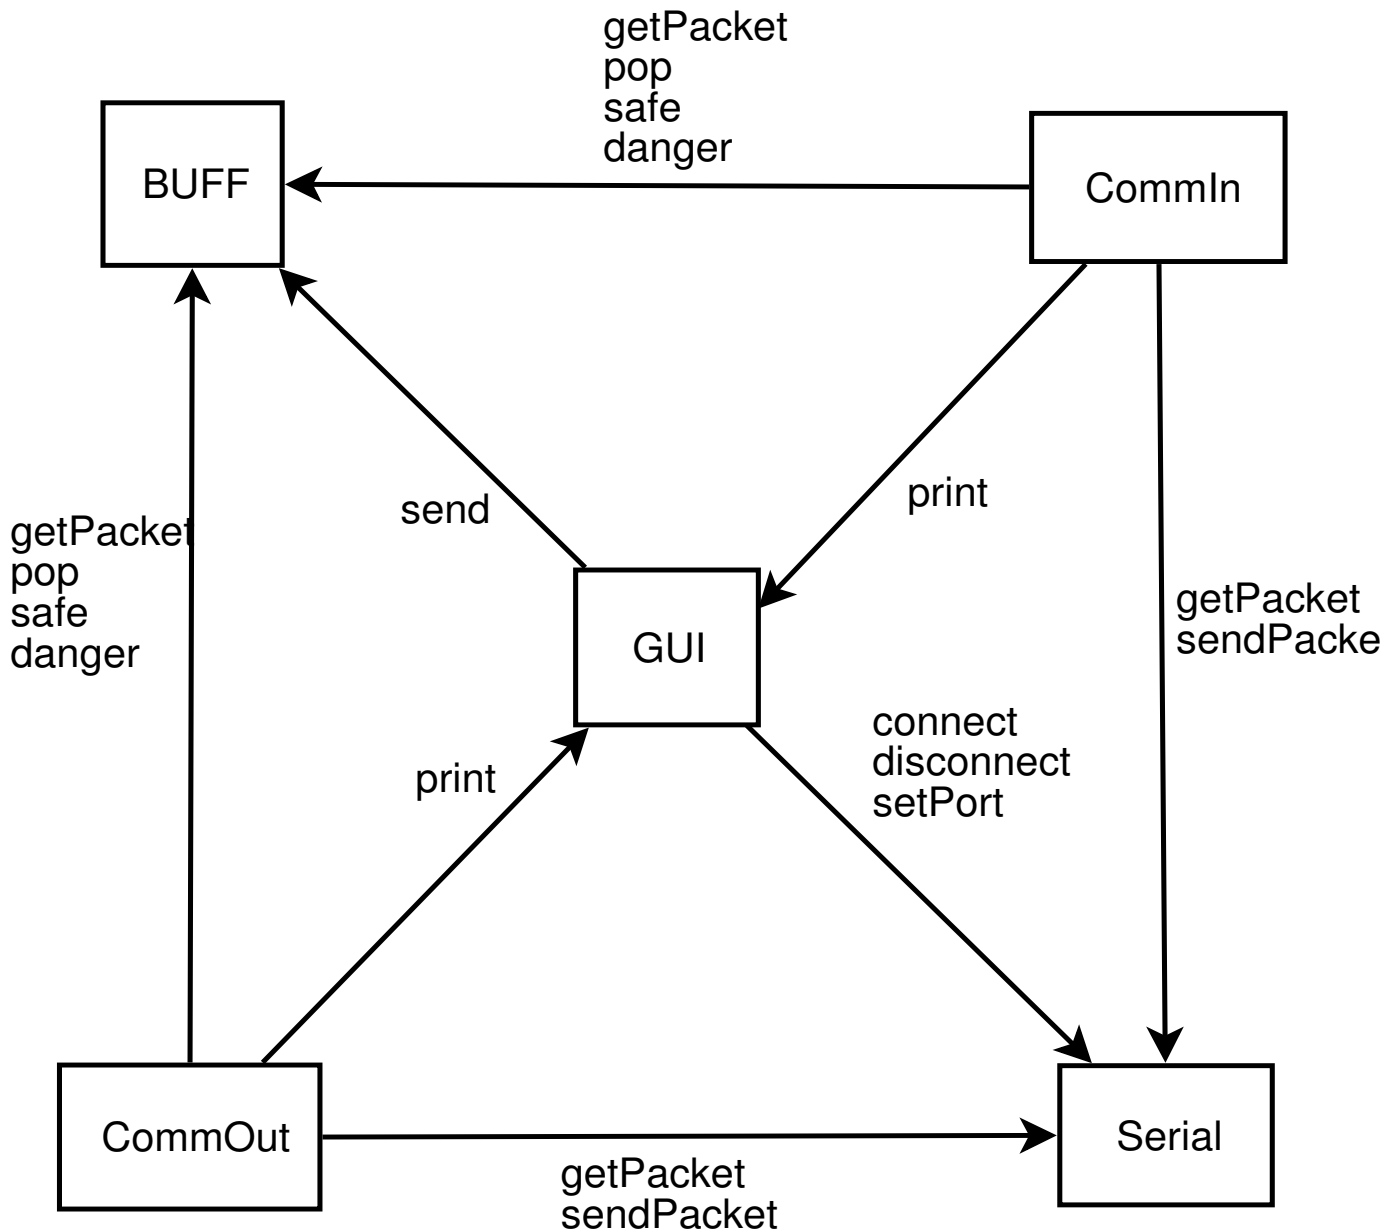 getPacket
pop
safe
danger
BUFF
CommIn
send
print
getPacket
pop
safe
danger
getPacket
sendPacke
GUI
connect
disconnect
setPort
print
CommOut
Serial
getPacket
sendPacket